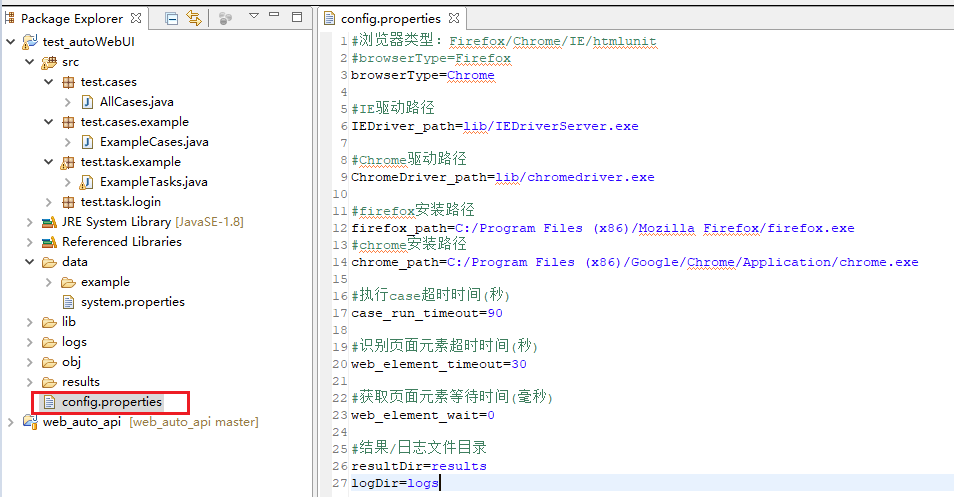 Package Explorer
test_autoWebUI
src
test.cases
AllCases.java
test.cases.example
ExampleCases.java
test.task.example
ExampleTasks.java
test.task.login
JRE System Library [JavaSE-1.8]
Referenced Libraries
data
example
system.properties
lib
logs
obj
results
config.properties
web_auto_api [web_auto_api master]
config.properties
1 #浏览器类型: Firefox/Chrome/IE/htmlunit
2 #browserType=Firefox
3 browserType=Chrome
4
5 #IE驱动路径
6 IEDriver_path=lib/IEDriverServer.exe
7
8 #Chrome驱动路径
9 ChromeDriver_path=lib/chromedriver.exe
10
11 #firefox安装路径
12 firefox_path=C:/Program Files (x86)/Mozilla Firefox/firefox.exe
13 #chrome安装路径
14 chrome_path=C:/Program Files (x86)/Google/Chrome/Application/chrome.exe
15
16 #执行case超时时间(秒)
17 case_run_timeout=90
18
19 #识别页面元素超时时间(秒)
20 web_element_timeout=30
21
22 #获取页面元素等待时间(毫秒)
23 web_element_wait=0
24
25 #结果/日志文件目录
26 resultDir=results
27 logDir=logs